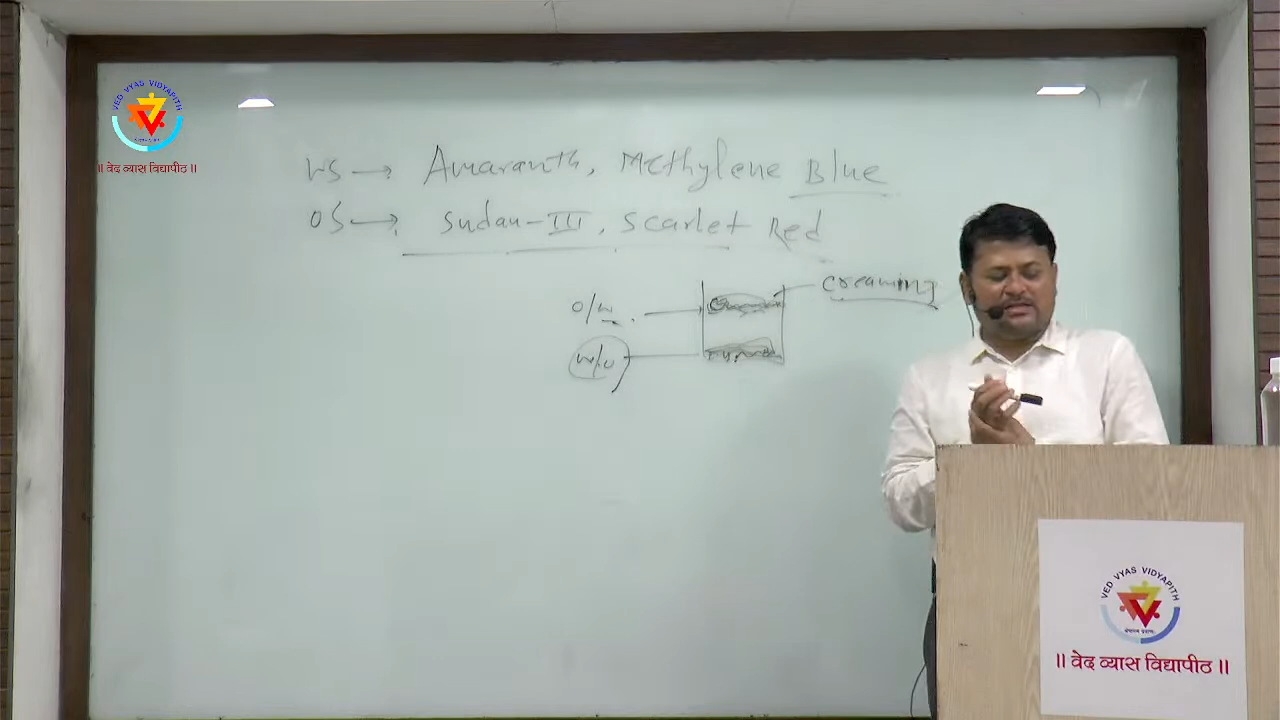 VED VYAS VIDYAPITH
॥ वेद व्यास विद्यापीठ ॥
WS → Amaranth, Methylene Blue
OS → Sudan-III, Scarlet Red
O/W
creaming
W/O
VED VYAS VIDYAPITH
॥ वेद व्यास विद्यापीठ ॥